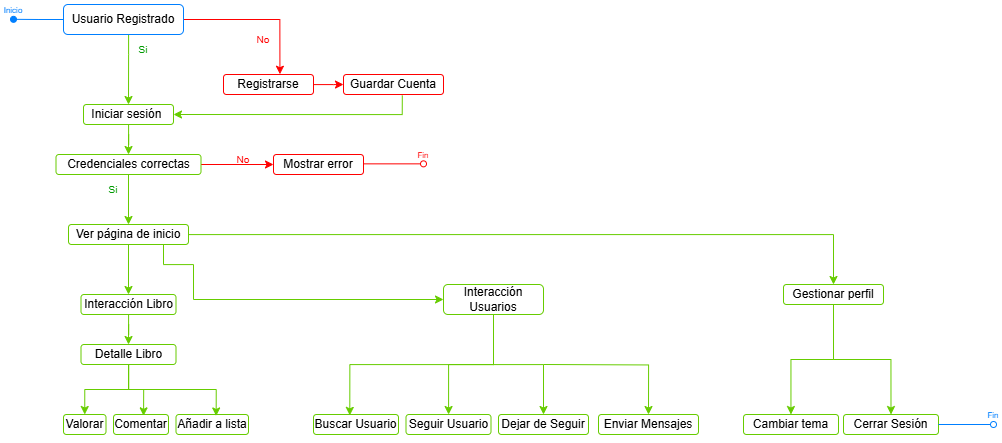 Inicio
Usuario Registrado
Si
No
Registrarse
Guardar Cuenta
Iniciar sesión
Credenciales correctas
No
Mostrar error
Fin
Si
Ver página de inicio
Interacción Libro
Interacción
Usuarios
Gestionar perfil
Detalle Libro
Valorar
Comentar
Añadir a lista
Buscar Usuario
Seguir Usuario
Dejar de Seguir
Enviar Mensajes
Cambiar tema
Cerrar Sesión
Fin